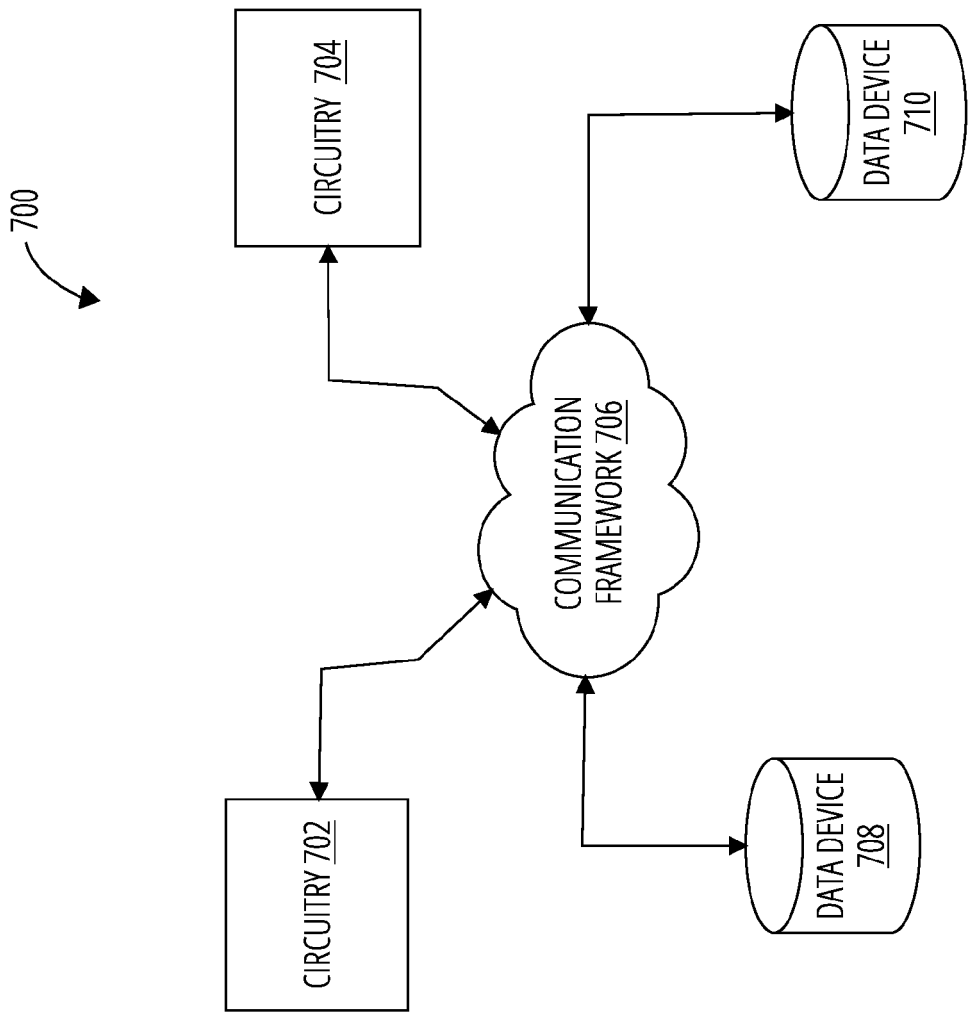 700
CIRCUITRY 702
CIRCUITRY 704
COMMUNICATION
FRAMEWORK 706
DATA DEVICE
708
DATA DEVICE
710